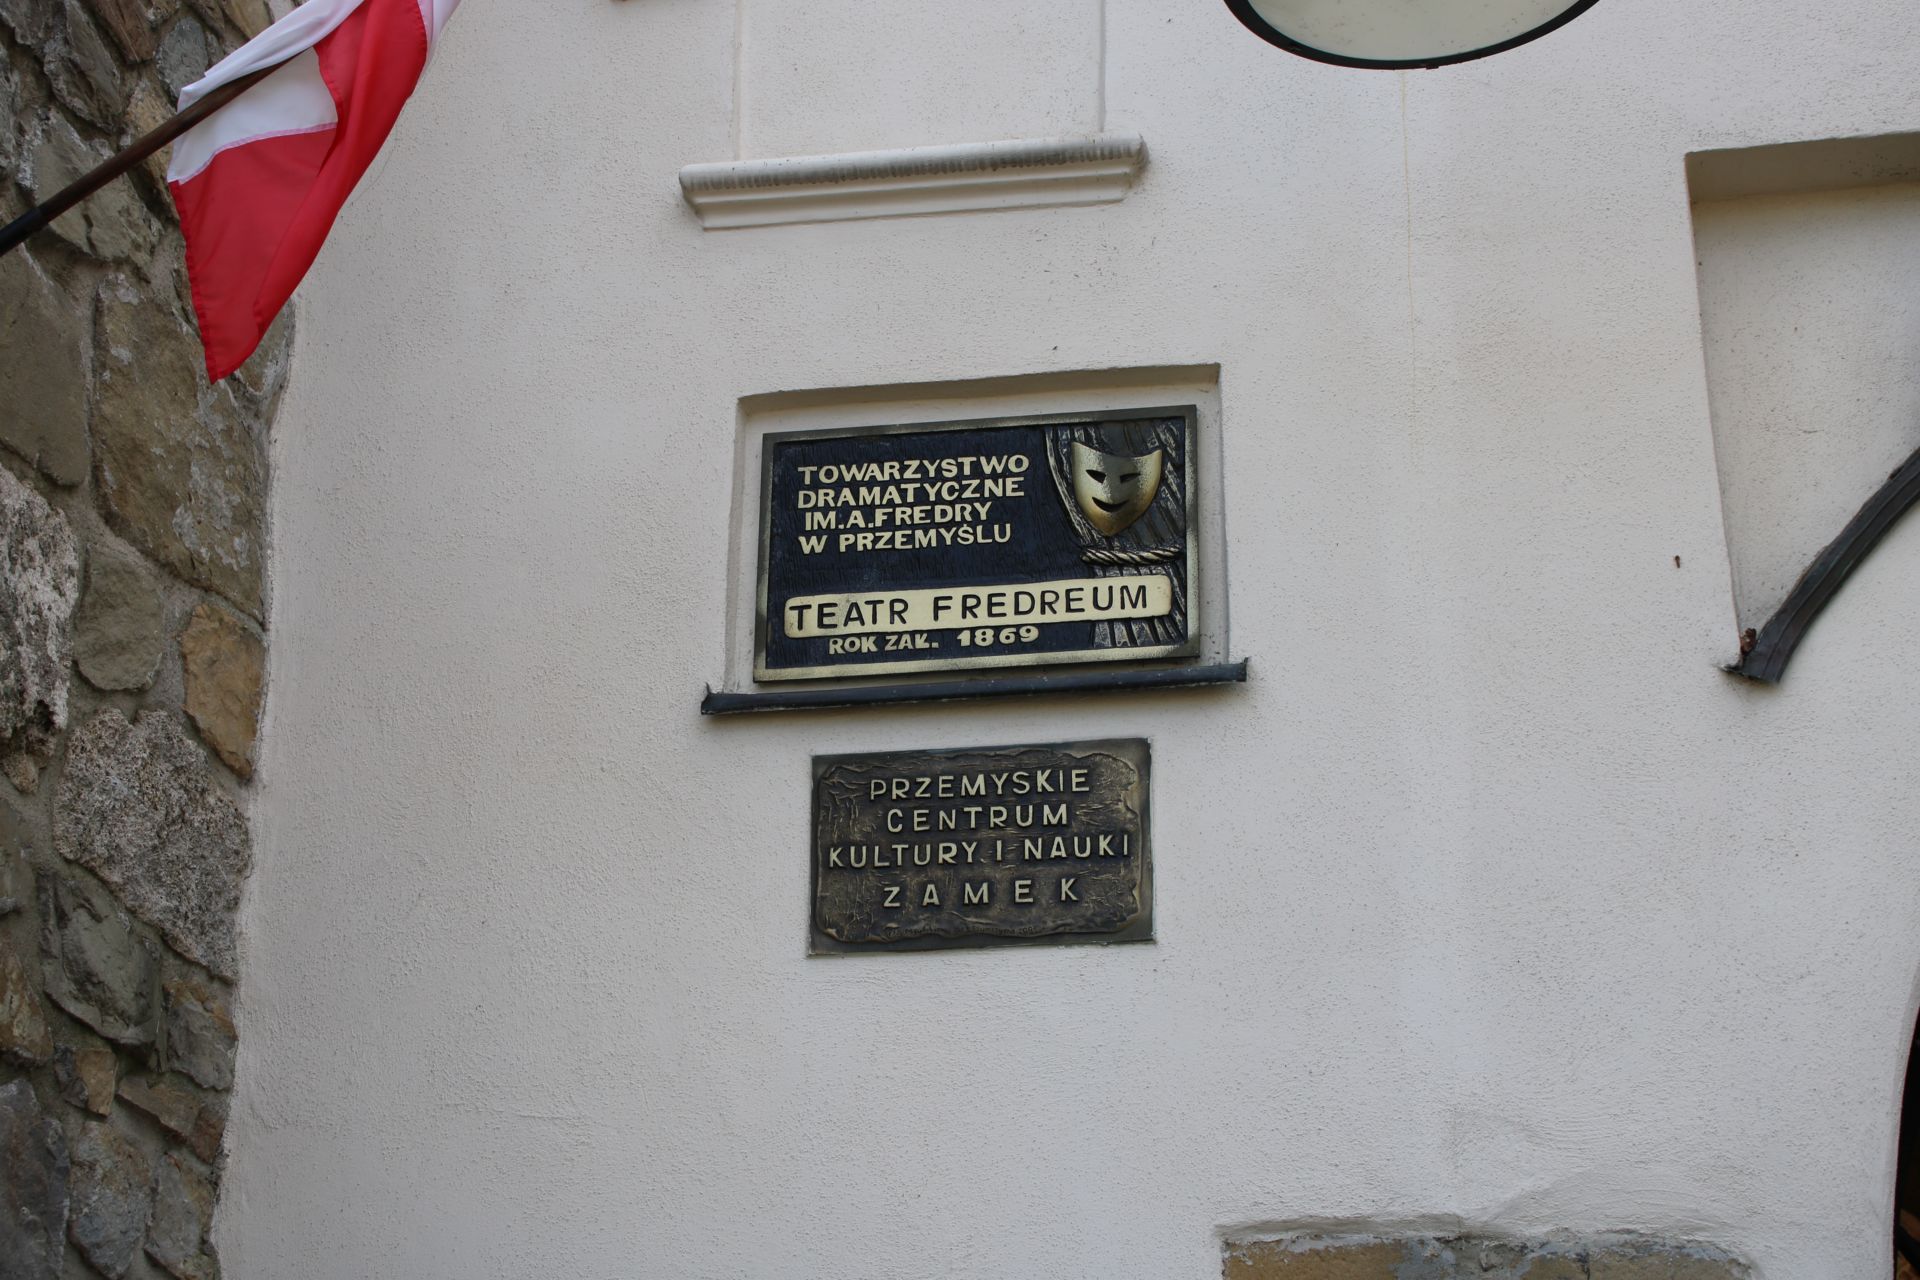 TOWARZYSTWO
DRAMATYCZNE
IM.A.FREDRY
W PRZEMYŚLU
TEATR FREDREUM
ROK ZAŁ. 1869
PRZEMYSKIE
CENTRUM
KULTURY I NAUKI
ZAMEK